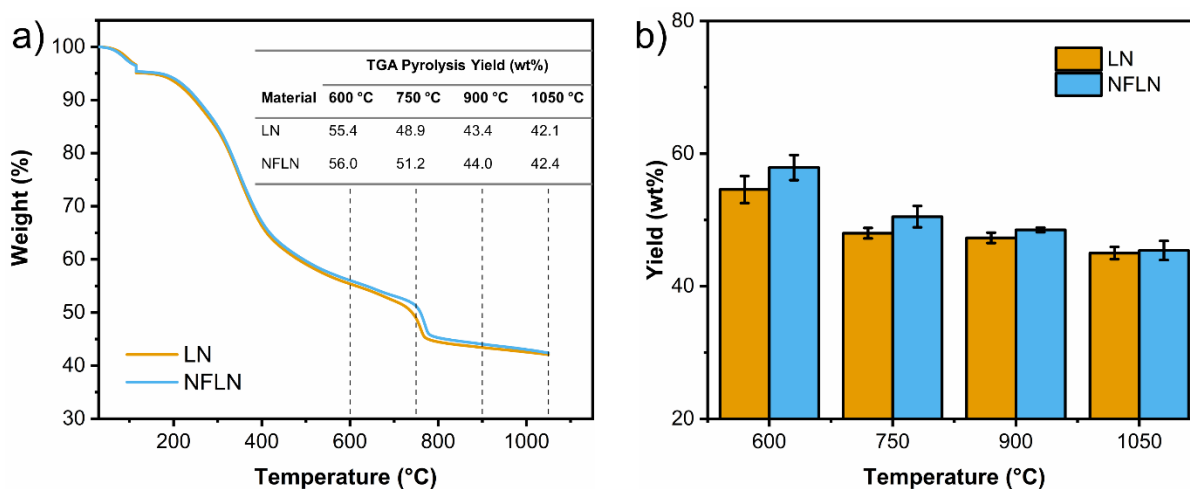 a)
TGA Pyrolysis Yield (wt%)
Material 600 °C 750 °C 900 °C 1050 °C
LN 55.4 48.9 43.4 42.1
NFLN 56.0 51.2 44.0 42.4
100
90
80
70
60
50
40
30
Weight (%)
LN
NFLN
200 400 600 800 1000
Temperature (°C)
b)
LN
NFLN
80
60
40
20
Yield (wt%)
600 750 900 1050
Temperature (°C)